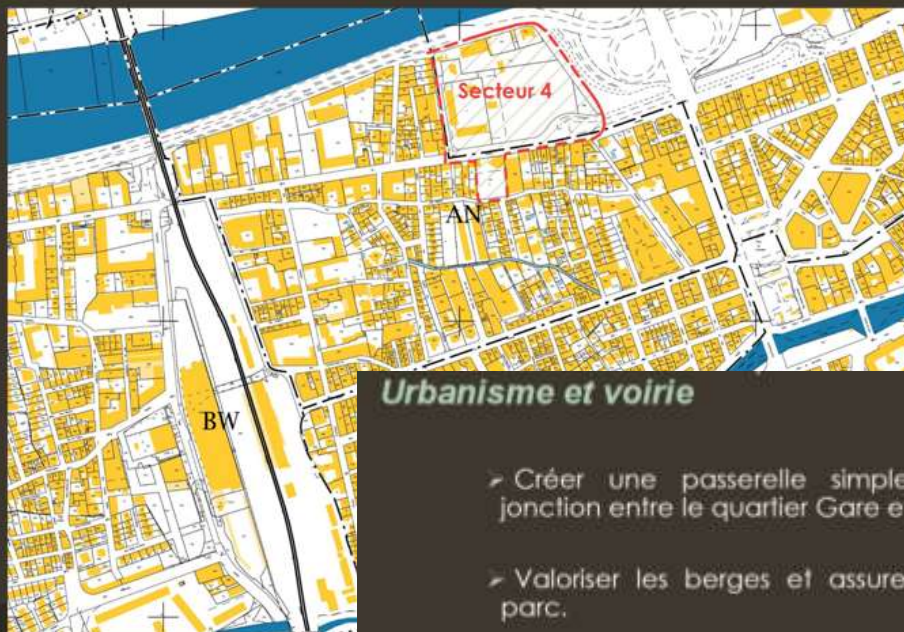 Secteur 4
AN
BW
Urbanisme et voirie
➤ Créer une passerelle simple
jonction entre le quartier Gare e
➤ Valoriser les berges et assure
parc.